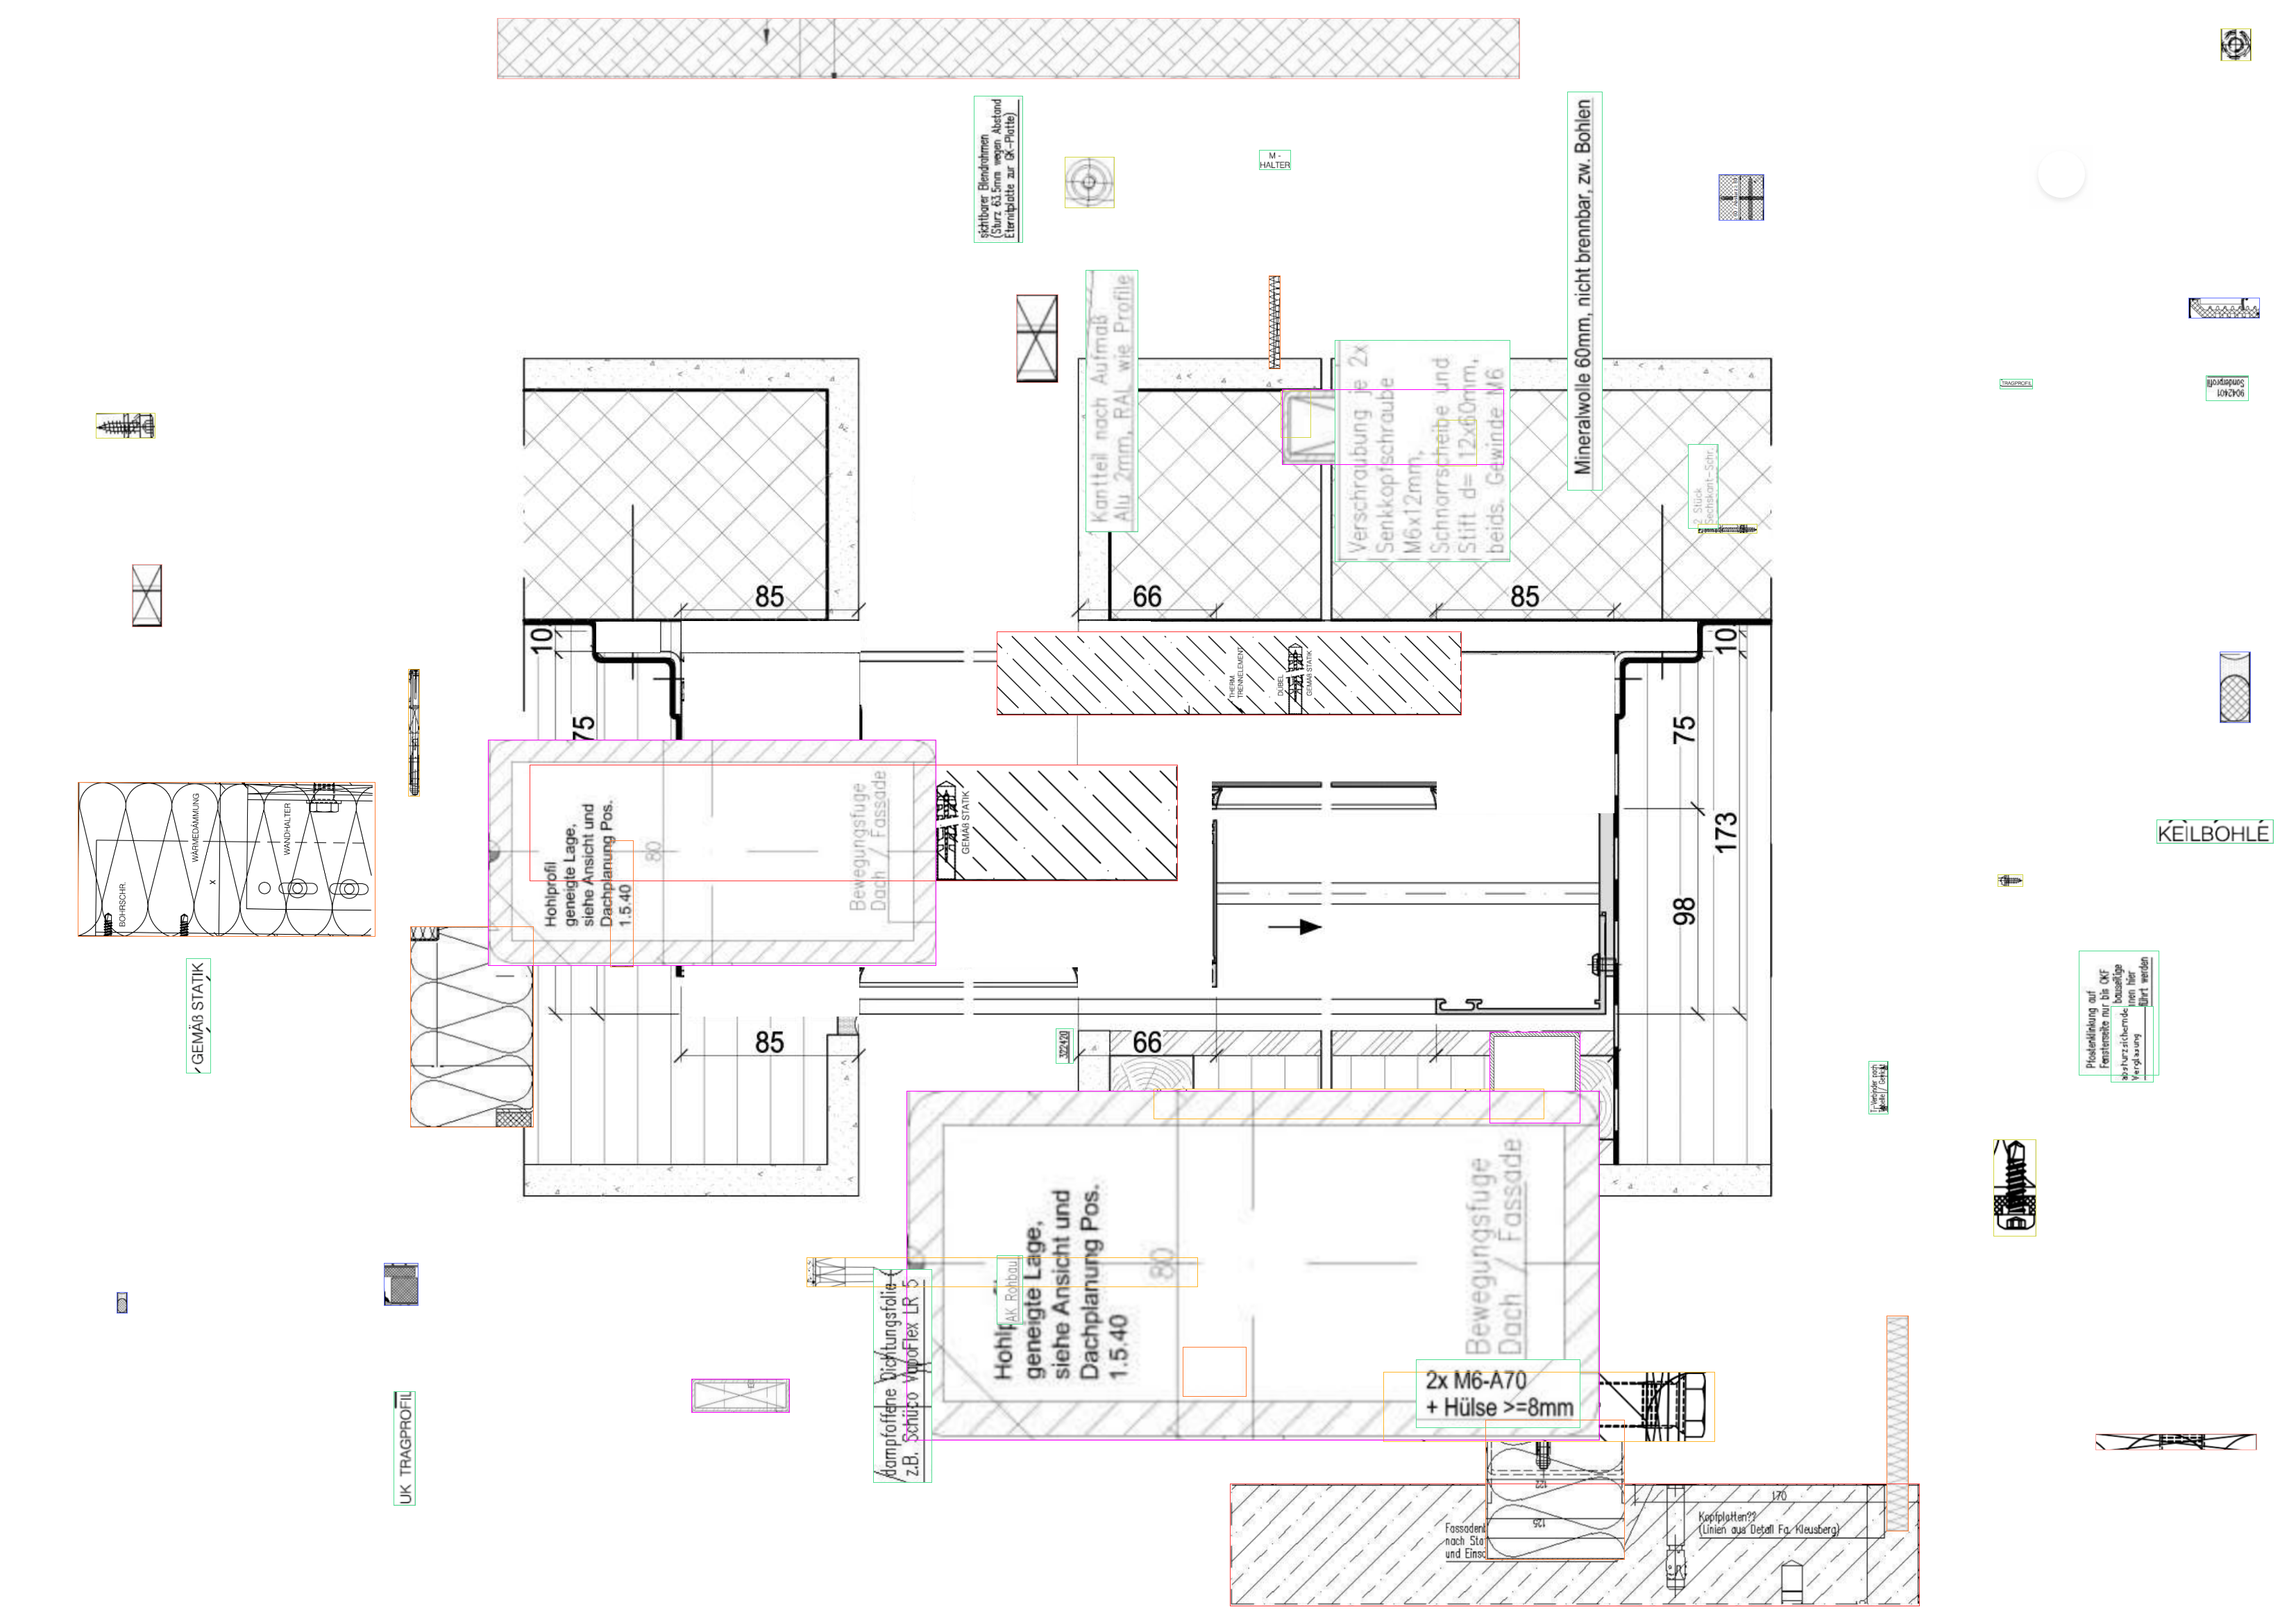 sichtbarer Blendrahmen
(Sturz 63.5mm wegen Abstand
Eternitplatte zur GK-Platte)
M -
HALTER
Mineralwolle 60mm, nicht brennbar, zw. Bohlen
Kantteil nach Aufmaß
Alu 2mm, RAL wie Profile
Verschraubung je 2x
Senkkopfschraube
M6x12mm,
Schnorrscheibe und
Stift d= 12x60mm,
beids. Gewinde M6
TRAGPROFIL
9042401
Sonderprofil
2 Stück
Sechskant-Schr.
85
66
85
10
10
THERM.
TRENNELEMENT
DÜBEL
GEMÄß STATIK
75
75
Hohlprofil
geneigte Lage,
siehe Ansicht und
Dachplanung Pos.
1.5.40
80
Bewegungsfuge
Dach / Fassade
GEMÄß STATIK
WÄRMEDÄMMUNG
WANDHALTER
BOHRSCHR.
x
173
98
KEILBOHLE
GEMÄß STATIK
85
322420
66
Pfostenklinkung auf
Fensterseite nur bis OKF
bauseitige
nen hier
führt werden
absturzsichernde
Verglasung
T-Verbinder nach
AK Rohbau
geneigte Lage,
siehe Ansicht und
Dachplanung Pos.
1.5.40
80
Bewegungsfuge
Dach / Fassade
dampfoffene Dichtungsfolie
z.B. Schüco VapoFlex LR 5
2x M6-A70
+ Hülse >=8mm
UK TRAGPROFIL
170
Kopfplatten??
(Linien aus Detail Fa. Kleusberg)
nach Sta
und Einsc
126